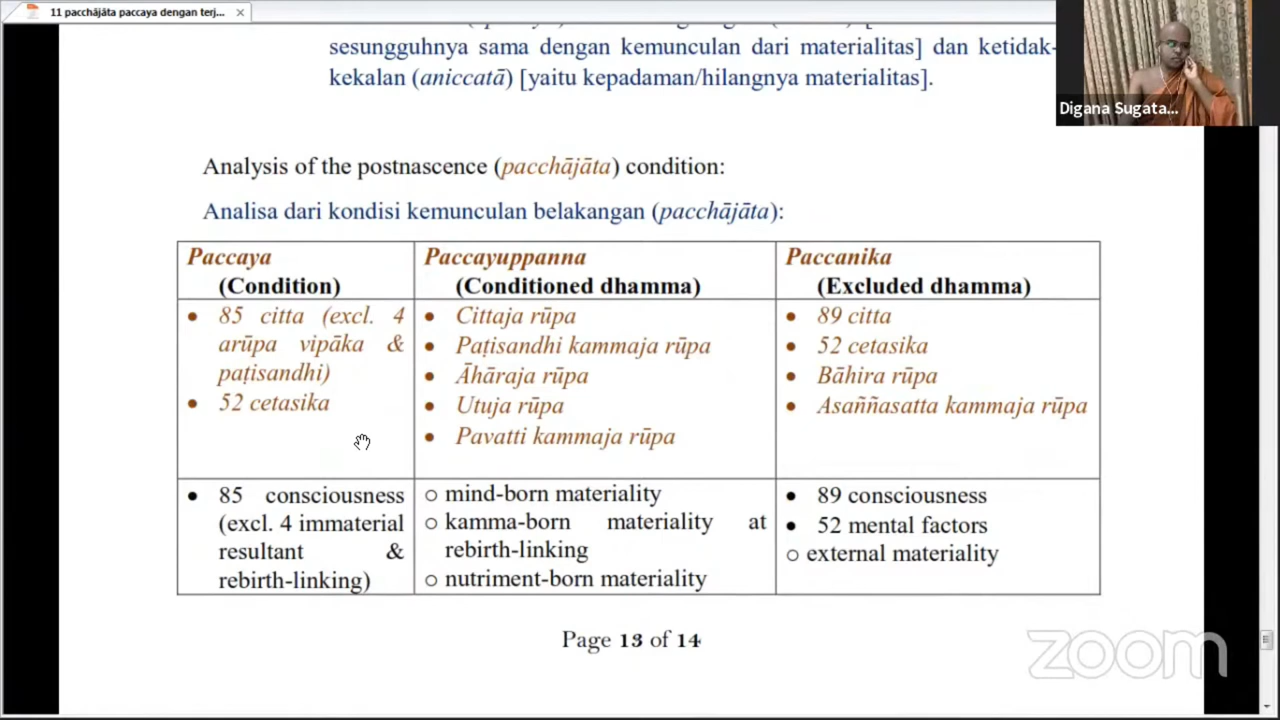 11 pacchājāta paccaya dengan terj...
sesungguhnya sama dengan kemunculan dari materialitas] dan ketidak-
kekalan (aniccatā) [yaitu kepadaman/hilangnya materialitas].
Digana Sugata...
Analysis of the postnascence (pacchājāta) condition:
Analisa dari kondisi kemunculan belakangan (pacchājāta):
Paccaya
(Condition)
Paccayuppanna
(Conditioned dhamma)
Paccanika
(Excluded dhamma)
• 85 citta (excl. 4
arūpa vipāka &
paṭisandhi)
• 52 cetasika
• Cittaja rūpa
• Paṭisandhi kammaja rūpa
• Āhāraja rūpa
• Utuja rūpa
• Pavatti kammaja rūpa
• 89 citta
• 52 cetasika
• Bāhira rūpa
• Asaññasatta kammaja rūpa
• 85 consciousness
(excl. 4 immaterial
resultant &
rebirth-linking)
o mind-born materiality
o kamma-born materiality at
rebirth-linking
o nutriment-born materiality
• 89 consciousness
• 52 mental factors
o external materiality
Page 13 of 14
zoom